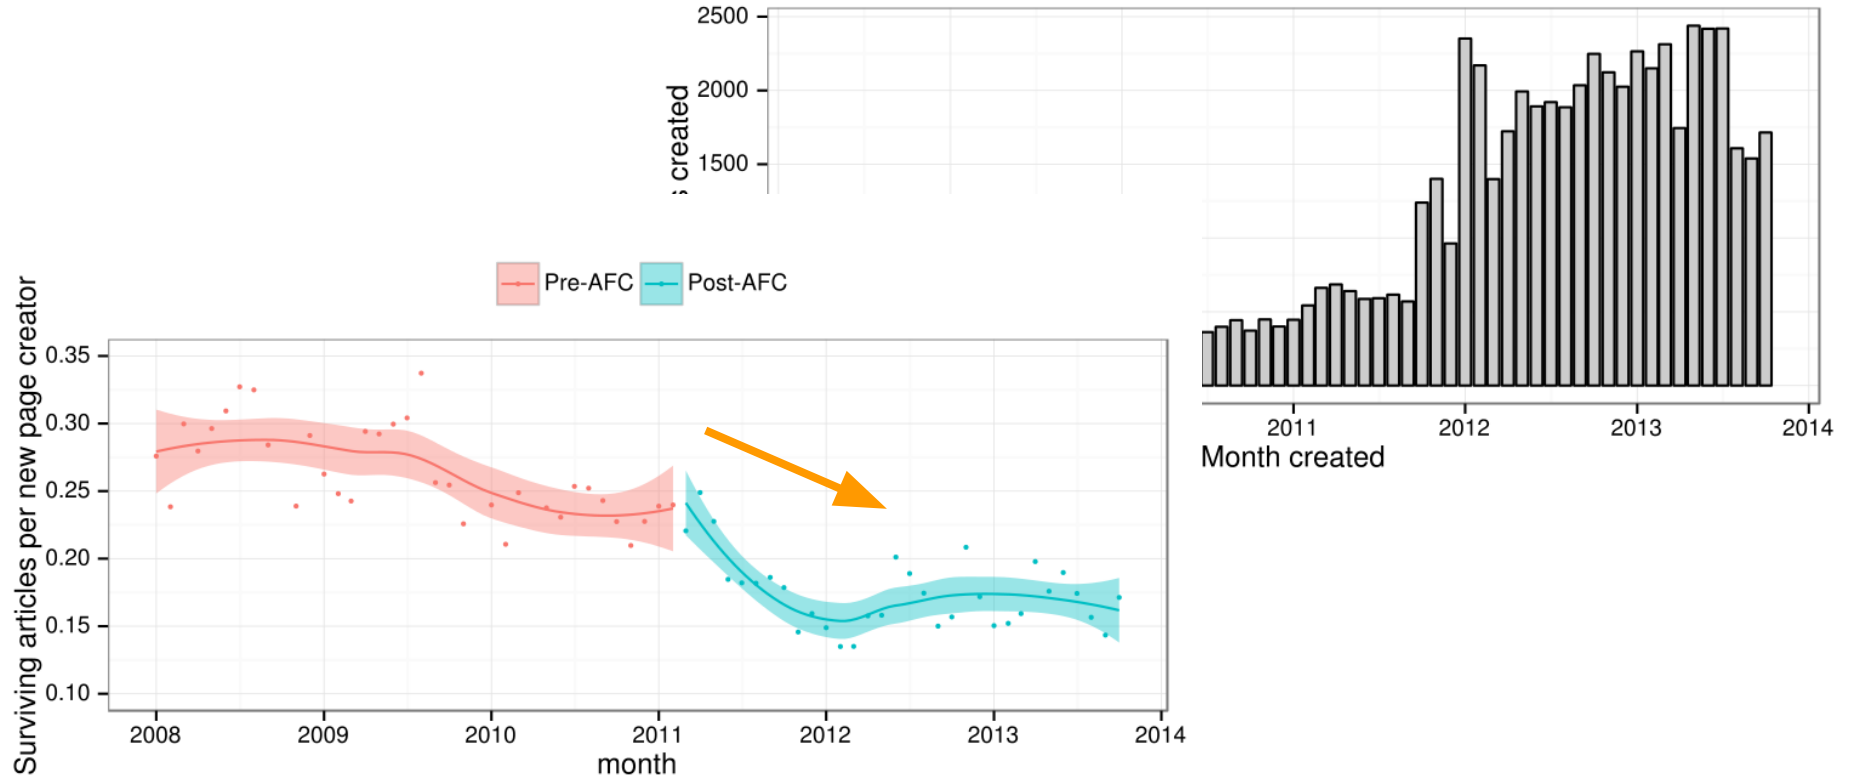 2500
2000
1500
created
2011 2012 2013 2014
Month created
Pre-AFC Post-AFC
Surviving articles per new page creator
0.35
0.30
0.25
0.20
0.15
0.10
2008 2009 2010 2011 2012 2013 2014
month